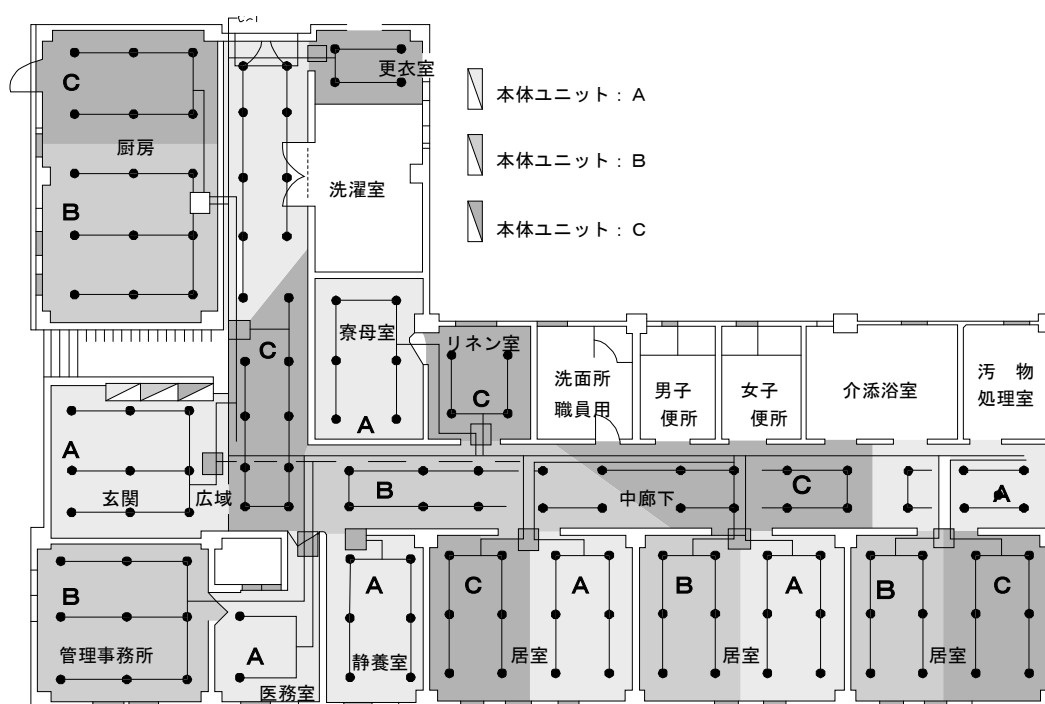 更衣室
C
厨房
B
洗濯室
本体ユニット：A
本体ユニット：B
本体ユニット：C
C
寮母室
A
リネン室
C
洗面所
職員用
男子
便所
女子
便所
介添浴室
汚　物
処理室
A
玄関
広域
B
中廊下
C
A
B
管理事務所
A
医務室
A
静養室
C
A
居室
B
A
居室
B
C
居室